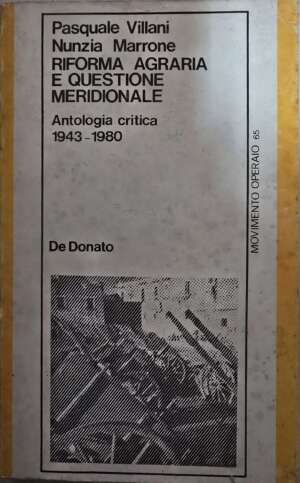 Pasquale Villani
Nunzia Marrone
RIFORMA AGRARIA
E QUESTIONE
MERIDIONALE
Antologia critica
1943-1980
De Donato
MOVIMENTO OPERAIO 65